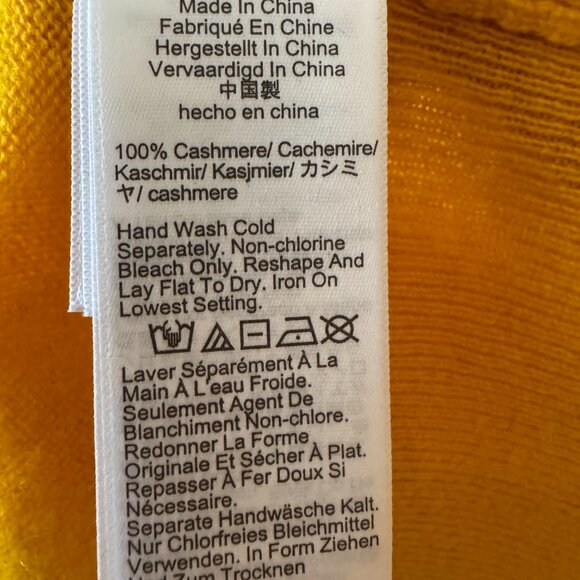 Made In China
Fabriqué En Chine
Hergestellt In China
Vervaardigd In China
中国製
hecho en china
100% Cashmere/ Cachemire/
Kaschmir/ Kasjmier/ カシミ
ヤ/ cashmere
Hand Wash Cold
Separately. Non-chlorine
Bleach Only. Reshape And
Lay Flat To Dry. Iron On
Lowest Setting.
Laver Séparément À La
Main À L'eau Froide.
Seulement Agent De
Blanchiment Non-chlore.
Redonner La Forme
Originale Et Sécher À Plat.
Repasser À Fer Doux Si
Nécessaire.
Separate Handwäsche Kalt.
Nur Chlorfreies Bleichmittel
Verwenden. In Form Ziehen
Und Zum Trocknen